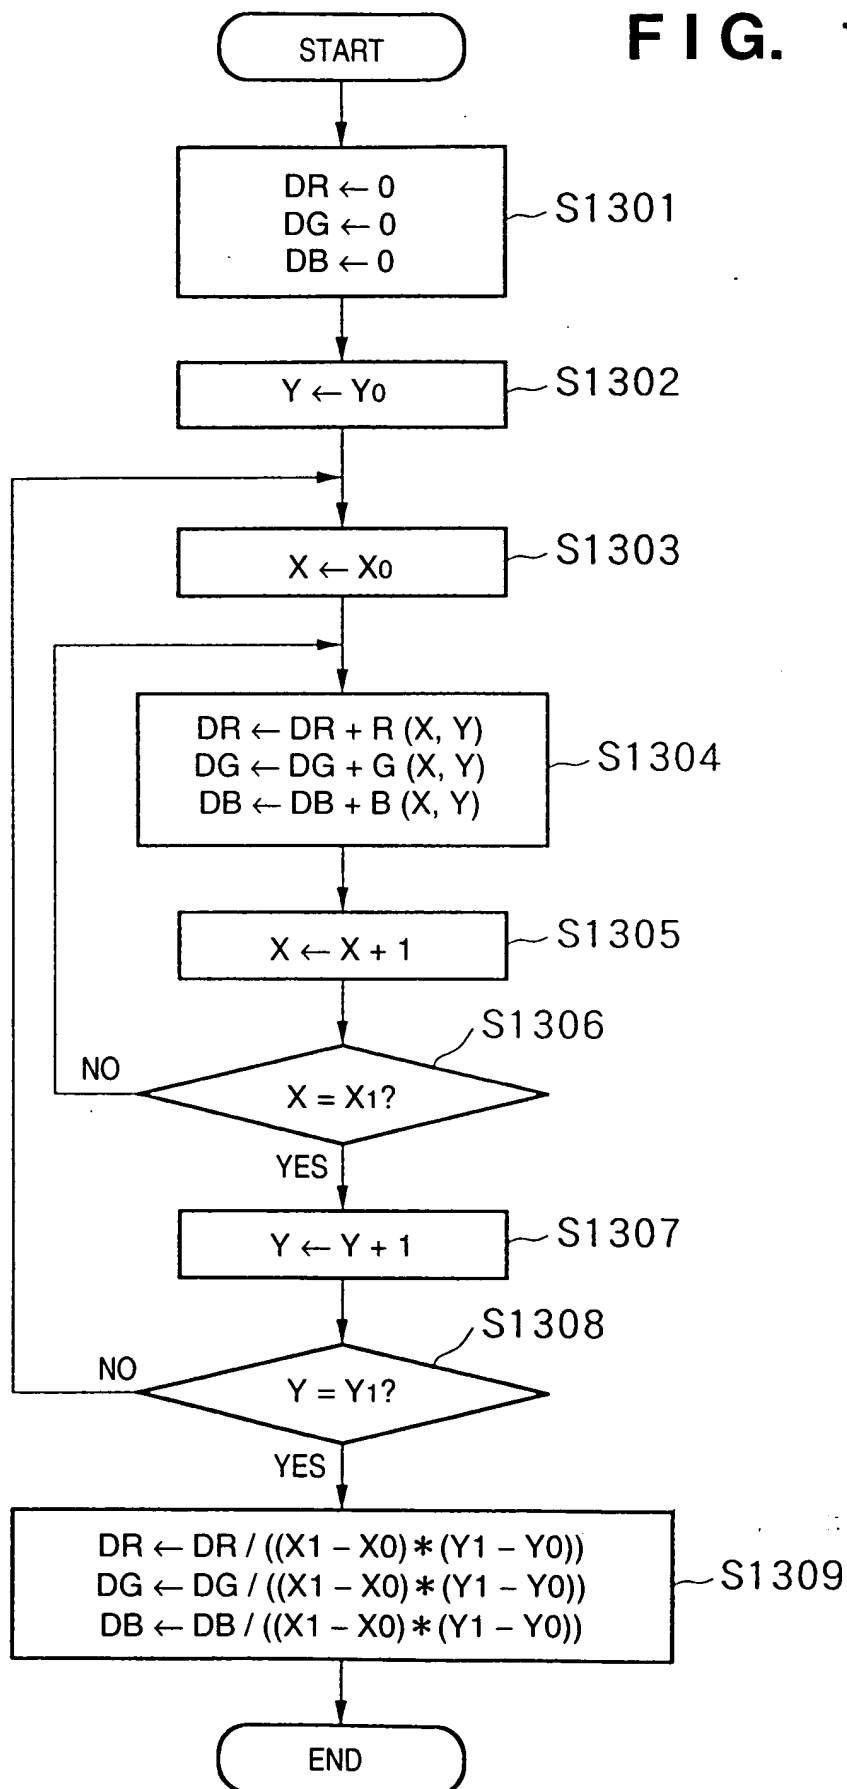 FIG.
START
DR ← 0
DG ← 0
DB ← 0
S1301
Y ← Y0
S1302
X ← X0
S1303
DR ← DR + R (X, Y)
DG ← DG + G (X, Y)
DB ← DB + B (X, Y)
S1304
X ← X + 1
S1305
S1306
X = X1?
NO
YES
Y ← Y + 1
S1307
S1308
Y = Y1?
NO
YES
DR ← DR / ((X1 – X0) * (Y1 – Y0))
DG ← DG / ((X1 – X0) * (Y1 – Y0))
DB ← DB / ((X1 – X0) * (Y1 – Y0))
S1309
END